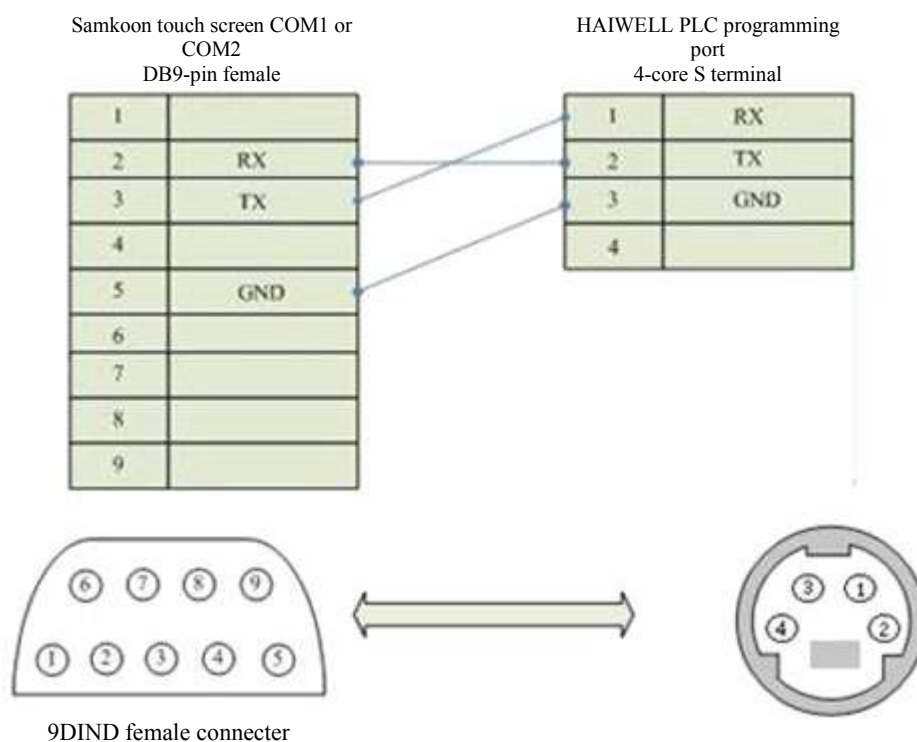 Samkoon touch screen COM1 or
COM2
DB9-pin female
HAIWELL PLC programming
port
4-core S terminal
1
2 RX
3 TX
4
5 GND
6
7
8
9
1 RX
2 TX
3 GND
4
6 7 8 9
1 2 3 4 5
3 1
4 2
9DIND female connecter